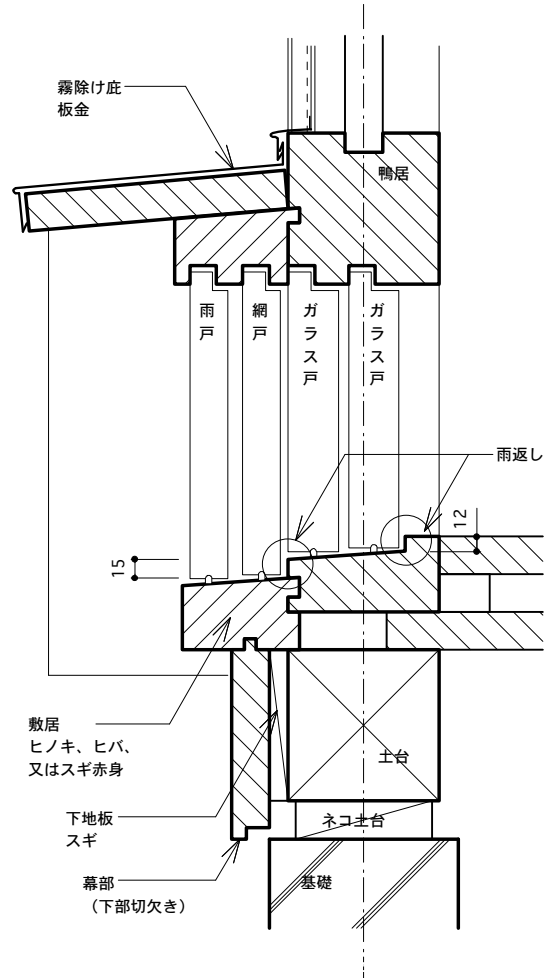 霧除け庇
板金
鴨居
雨戸
網戸
ガラス戸
ガラス戸
雨返し
12
15
敷居
ヒノキ、ヒバ、
又はスギ赤身
土台
下地板
スギ
ネコ土台
幕部
（下部切欠き）
基礎